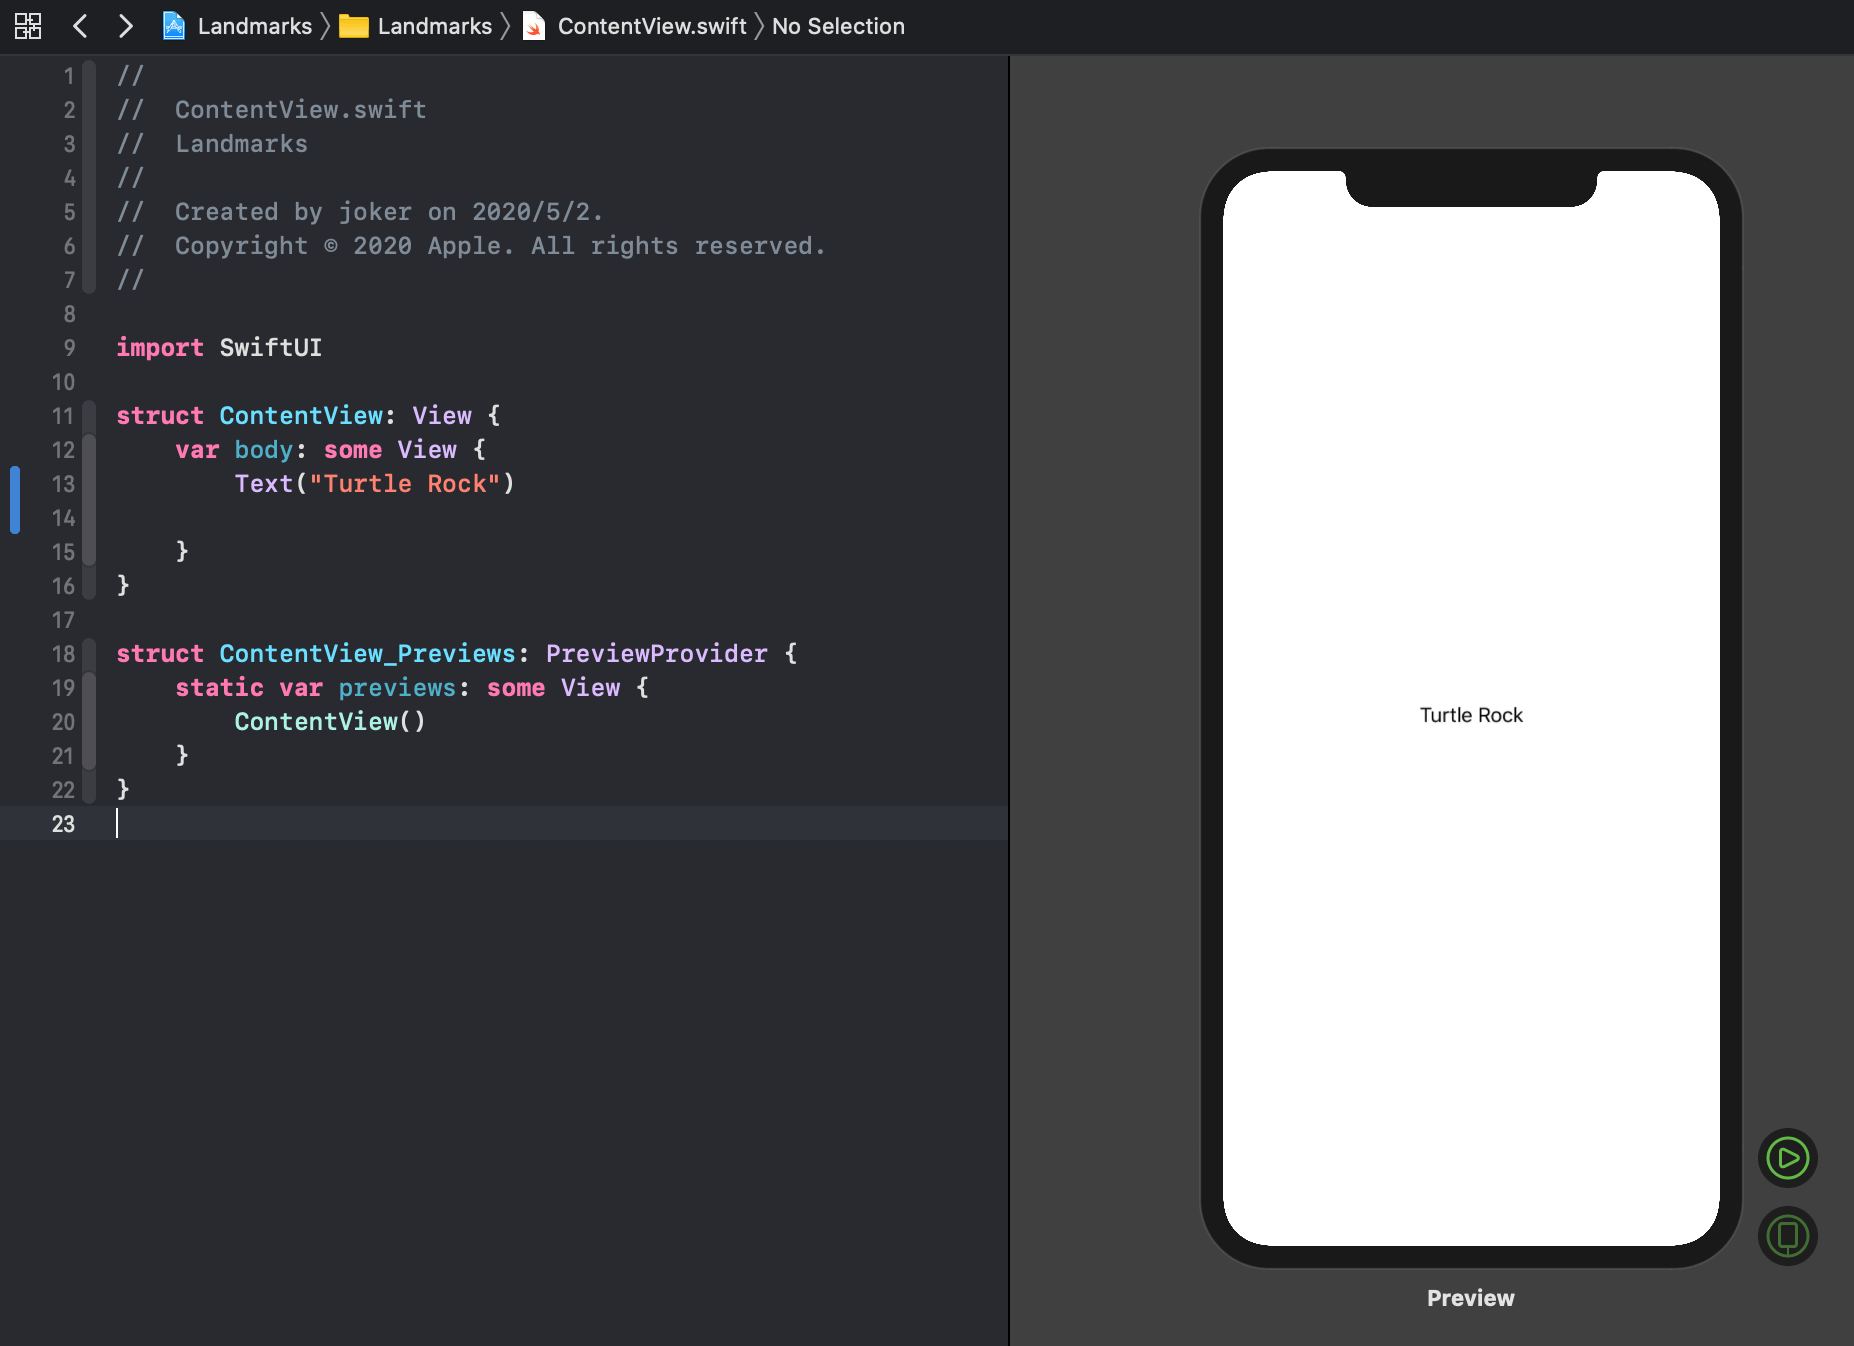 Landmarks 〉 Landmarks 〉 ContentView.swift 〉 No Selection
1 //
2 //  ContentView.swift
3 //  Landmarks
4 //
5 //  Created by joker on 2020/5/2.
6 //  Copyright © 2020 Apple. All rights reserved.
7 //
8
9 import SwiftUI
10
11 struct ContentView: View {
12     var body: some View {
13         Text("Turtle Rock")
14
15     }
16 }
17
18 struct ContentView_Previews: PreviewProvider {
19     static var previews: some View {
20         ContentView()
21     }
22 }
23
Turtle Rock
Preview